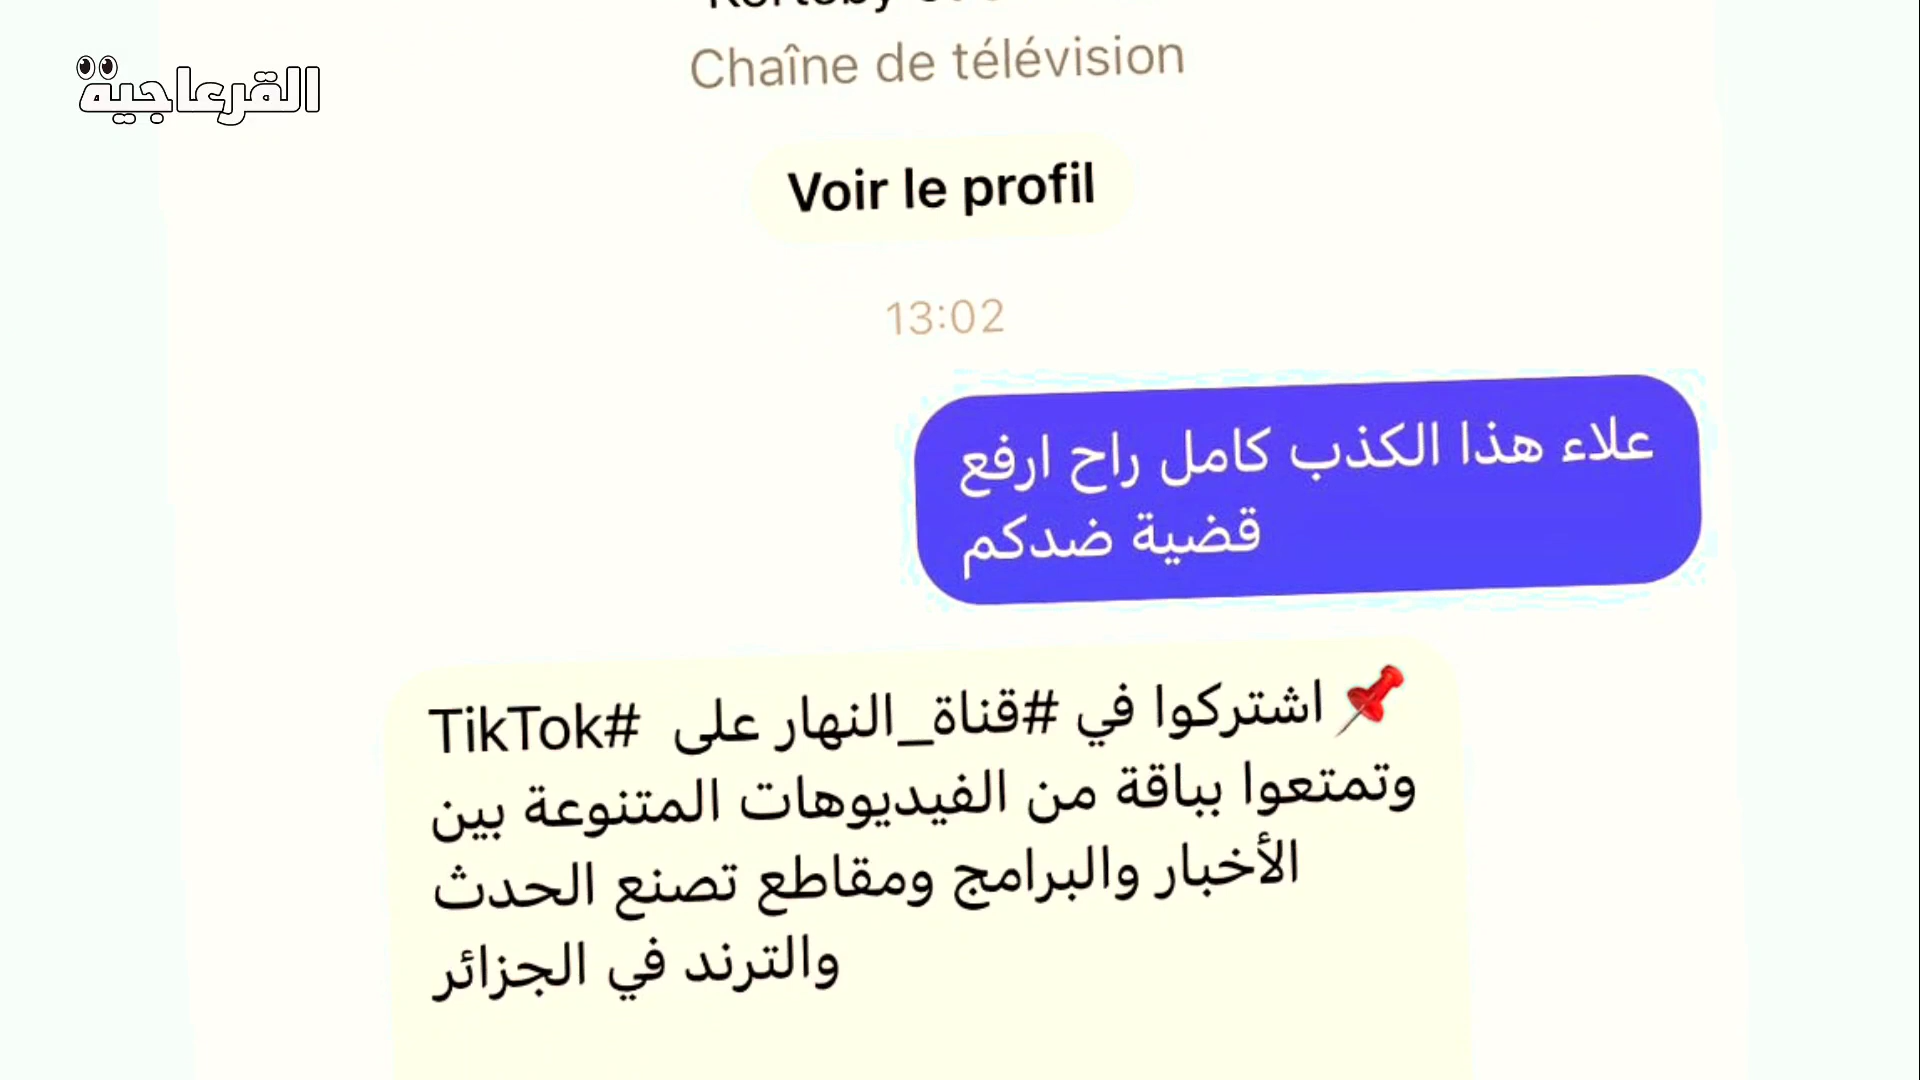 القرعاجية
Chaîne de télévision
Voir le profil
13:02
علاء هذا الكذب كامل راح ارفع
قضية ضدكم
📌 اشتركوا في #قناة_النهار على #TikTok
وتمتعوا بباقة من الفيديوهات المتنوعة بين
الأخبار والبرامج ومقاطع تصنع الحدث
والترند في الجزائر